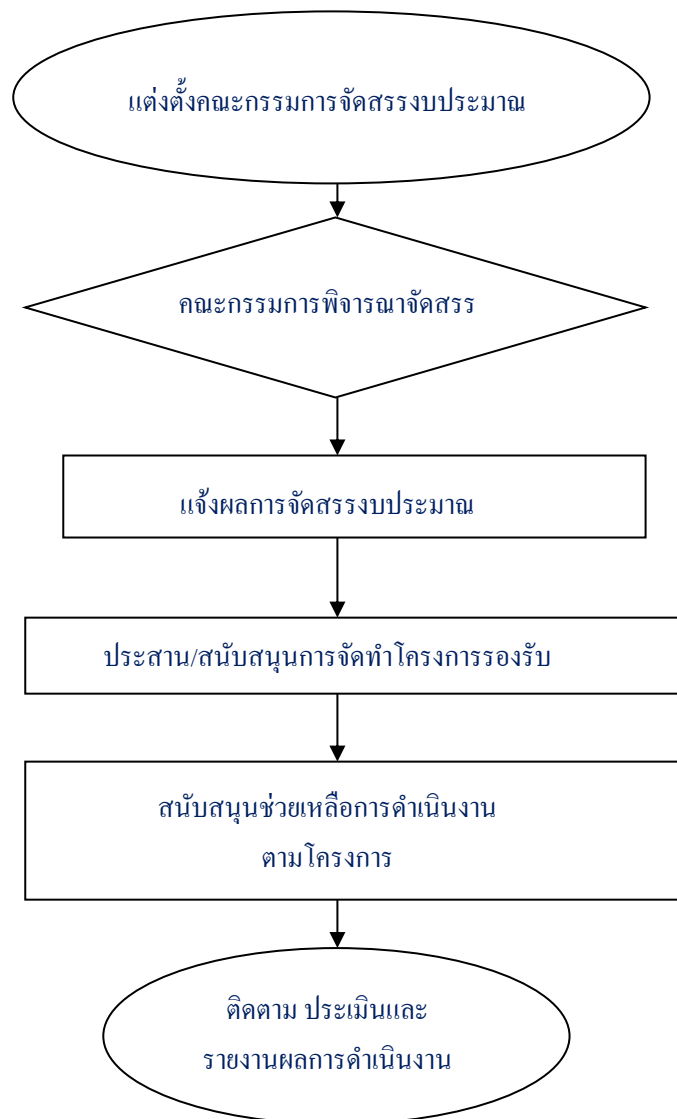 แต่งตั้งคณะกรรมการจัดสรรงบประมาณ
คณะกรรมการพิจารณาจัดสรร
แจ้งผลการจัดสรรงบประมาณ
ประสาน/สนับสนุนการจัดทำโครงการรองรับ
สนับสนุนช่วยเหลือการดำเนินงาน
ตามโครงการ
ติดตาม ประเมินและ
รายงานผลการดำเนินงาน